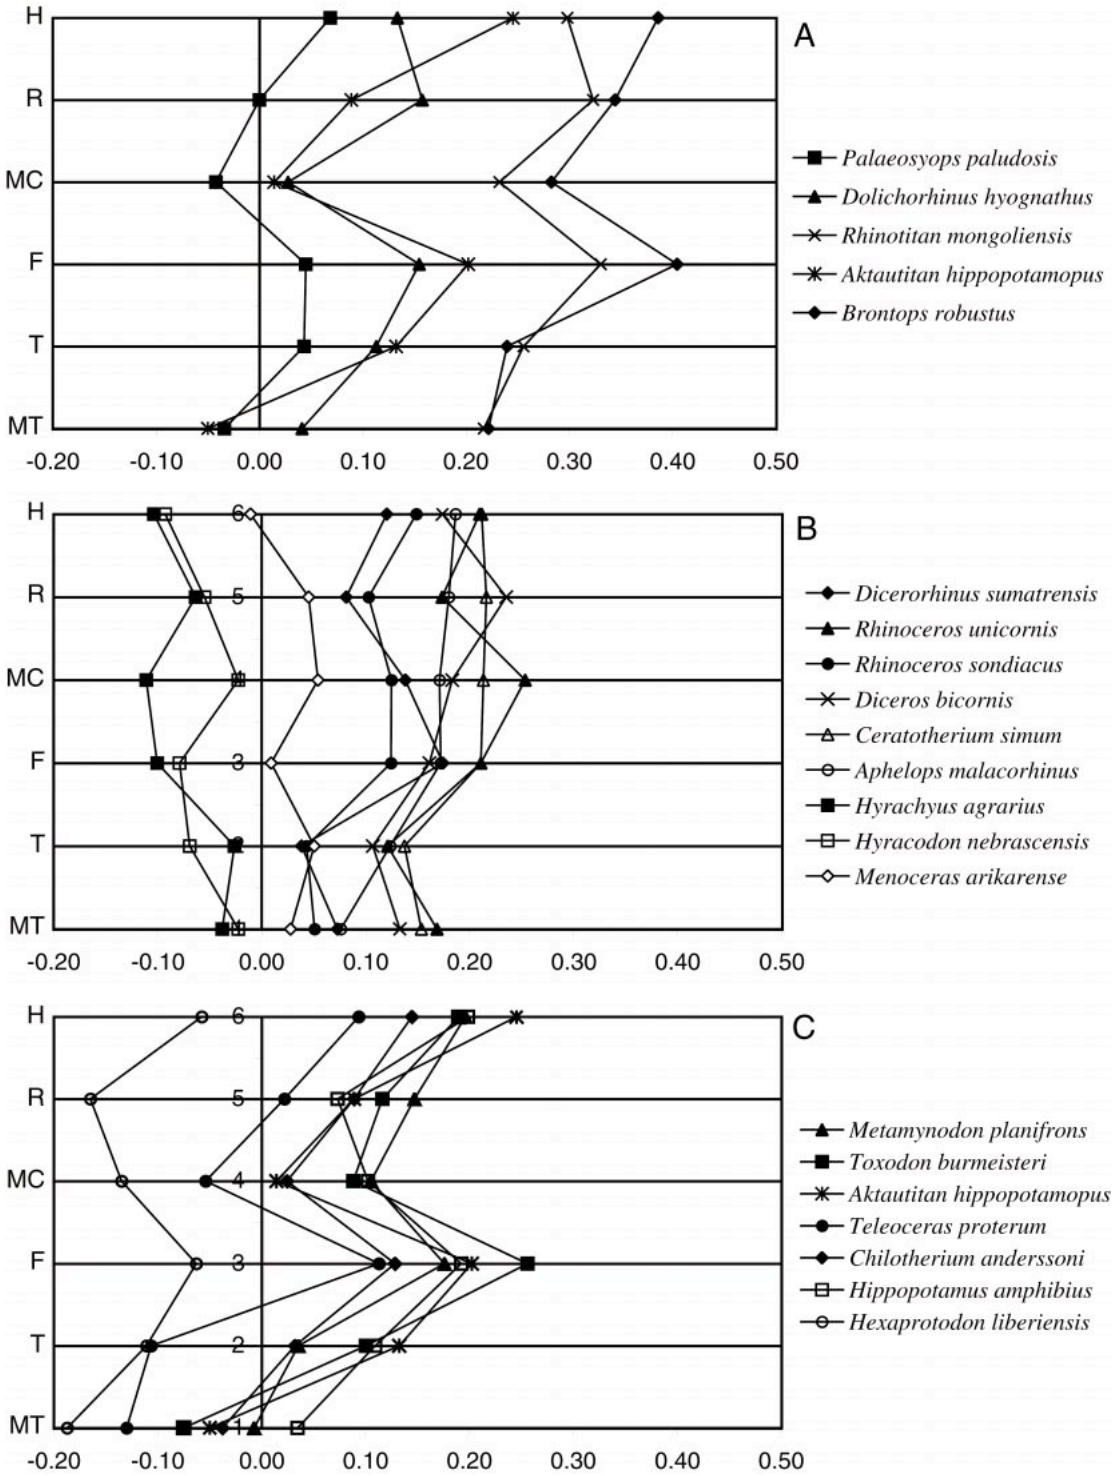 H
A
R
MC
F
T
MT
Palaeosyops paludosis
Dolichorhinus hyognathus
Rhinotitan mongoliensis
Aktautitan hippopotamopus
Brontops robustus
-0.20 -0.10 0.00 0.10 0.20 0.30 0.40 0.50
H 6
B
R 5
MC
F 3
T
MT
Dicerorhinus sumatrensis
Rhinoceros unicornis
Rhinoceros sondiacus
Diceros bicornis
Ceratotherium simum
Aphelops malacorhinus
Hyrachyus agrarius
Hyracodon nebrascensis
Menoceras arikarense
-0.20 -0.10 0.00 0.10 0.20 0.30 0.40 0.50
H 6
C
R 5
MC 4
F 3
T 2
MT 1
Metamynodon planifrons
Toxodon burmeisteri
Aktautitan hippopotamopus
Teleoceras proterum
Chilotherium anderssoni
Hippopotamus amphibius
Hexaprotodon liberiensis
-0.20 -0.10 0.00 0.10 0.20 0.30 0.40 0.50